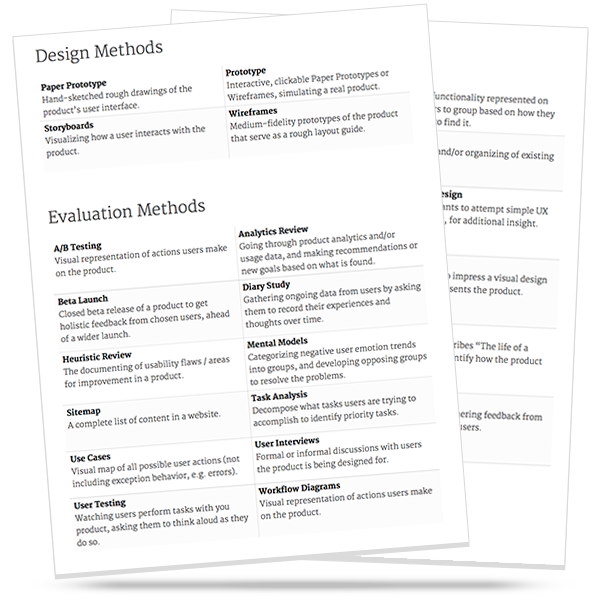 Design Methods
Paper Prototype
Hand-sketched rough drawings of the
product's user interface.
Prototype
Interactive, clickable Paper Prototypes or
Wireframes, simulating a real product.
Storyboards
Visualizing how a user interacts with the
product.
Wireframes
Medium-fidelity prototypes of the product
that serve as a rough layout guide.
Evaluation Methods
A/B Testing
Visual representation of actions users make
on the product.
Analytics Review
Going through product analytics and/or
usage data, and making recommendations or
new goals based on what is found.
Beta Launch
Closed beta release of a product to get
holistic feedback from chosen users, ahead
of a wider launch.
Diary Study
Gathering ongoing data from users by asking
them to record their experiences and
thoughts over time.
Heuristic Review
The documenting of usability flaws / areas
for improvement in a product.
Mental Models
Categorizing negative user emotion trends
into groups, and developing opposing groups
to resolve the problems.
Sitemap
A complete list of content in a website.
Task Analysis
Decompose what tasks users are trying to
accomplish to identify priority tasks.
Use Cases
Visual map of all possible user actions (not
including exception behavior, e.g. errors).
User Interviews
Formal or informal discussions with users
the product is being designed for.
User Testing
Watching users perform tasks with you
product, asking them to think aloud as they
do so.
Workflow Diagrams
Visual representation of actions users make
on the product.
functionality represented on
rs to group based on how they
to find it.
and/or organizing of existing
esign
ants to attempt simple UX
, for additional insight.
o impress a visual design
sents the product.
ribes "The life of a
ntify how the product
hering feedback from
users.